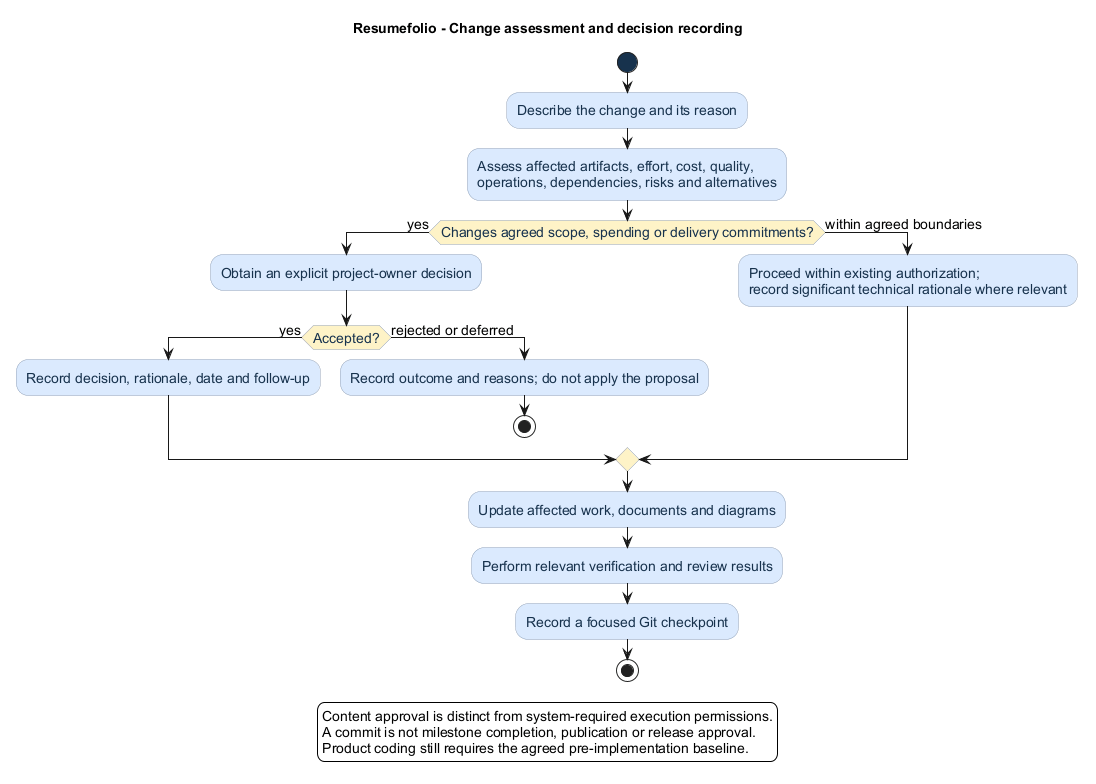 Resumefolio - Change assessment and decision recording
Describe the change and its reason
Assess affected artifacts, effort, cost, quality,
operations, dependencies, risks and alternatives
yes
Changes agreed scope, spending or delivery commitments?
within agreed boundaries
Obtain an explicit project-owner decision
Proceed within existing authorization;
record significant technical rationale where relevant
yes
Accepted?
rejected or deferred
Record decision, rationale, date and follow-up
Record outcome and reasons; do not apply the proposal
Update affected work, documents and diagrams
Perform relevant verification and review results
Record a focused Git checkpoint
Content approval is distinct from system-required execution permissions.
A commit is not milestone completion, publication or release approval.
Product coding still requires the agreed pre-implementation baseline.